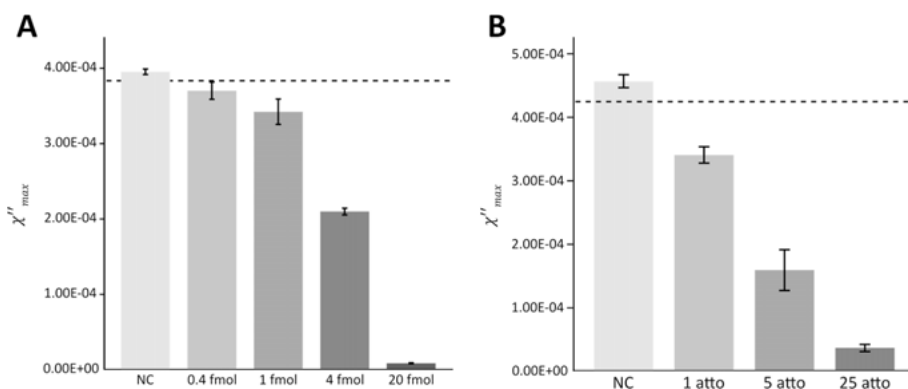 A
4.00E-04
3.00E-04
2.00E-04
1.00E-04
0.00E+00
χ″max
NC 0.4 fmol 1 fmol 4 fmol 20 fmol
B
5.00E-04
4.00E-04
3.00E-04
2.00E-04
1.00E-04
0.00E+00
χ″max
NC 1 atto 5 atto 25 atto